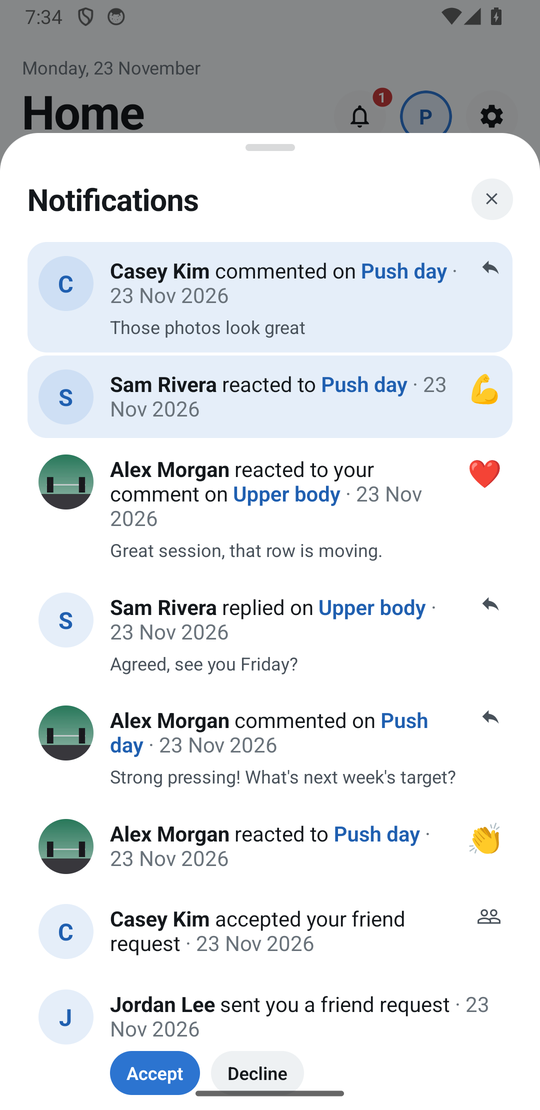 7:34
Monday, 23 November
Home
1
P
Notifications
C
Casey Kim commented on Push day ·
23 Nov 2026
Those photos look great
S
Sam Rivera reacted to Push day · 23
Nov 2026
Alex Morgan reacted to your
comment on Upper body · 23 Nov
2026
Great session, that row is moving.
S
Sam Rivera replied on Upper body ·
23 Nov 2026
Agreed, see you Friday?
Alex Morgan commented on Push
day · 23 Nov 2026
Strong pressing! What's next week's target?
Alex Morgan reacted to Push day ·
23 Nov 2026
C
Casey Kim accepted your friend
request · 23 Nov 2026
J
Jordan Lee sent you a friend request · 23
Nov 2026
Accept
Decline